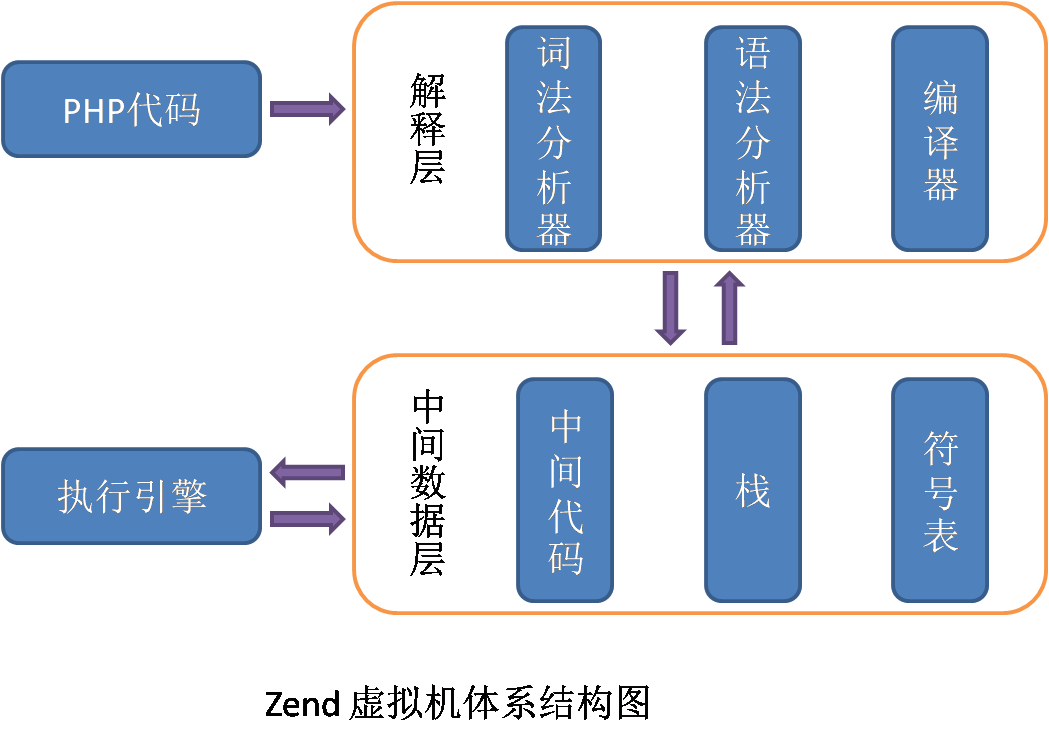 PHP代码
解释层
词法分析器
语法分析器
编译器
执行引擎
中间数据层
中间代码
栈
符号表
Zend 虚拟机体系结构图